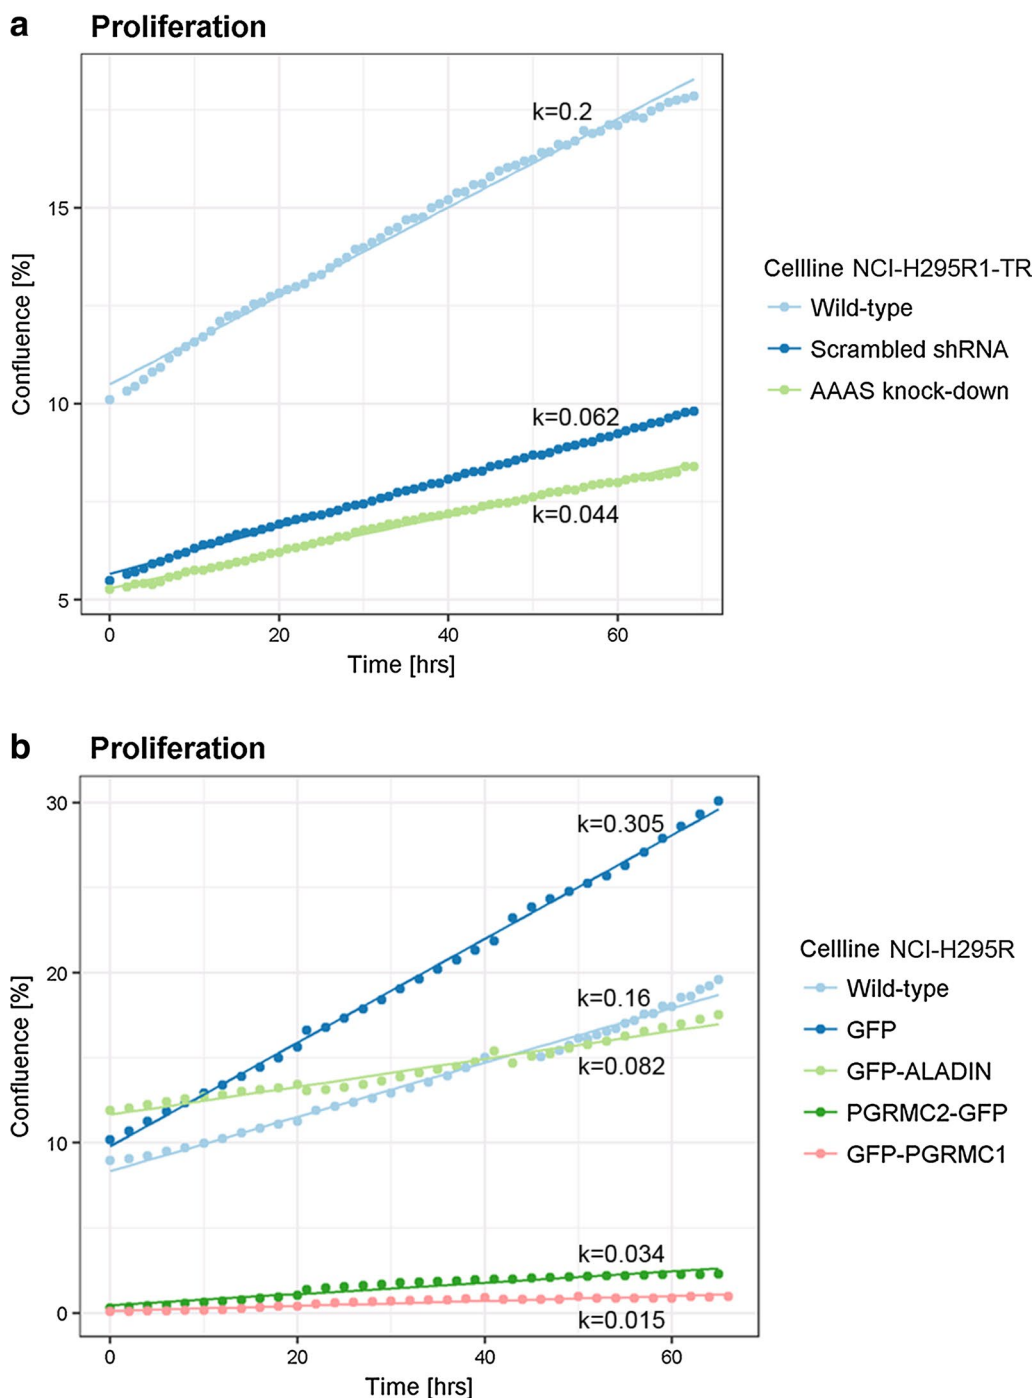 a Proliferation
k=0.2
15
Confluence [%]
10
k=0.062
k=0.044
5
0 20 40 60
Time [hrs]
Cellline NCI-H295R1-TR
Wild-type
Scrambled shRNA
AAAS knock-down
b Proliferation
30
k=0.305
20
Confluence [%]
k=0.16
k=0.082
10
k=0.034
0
k=0.015
0 20 40 60
Time [hrs]
Cellline NCI-H295R
Wild-type
GFP
GFP-ALADIN
PGRMC2-GFP
GFP-PGRMC1